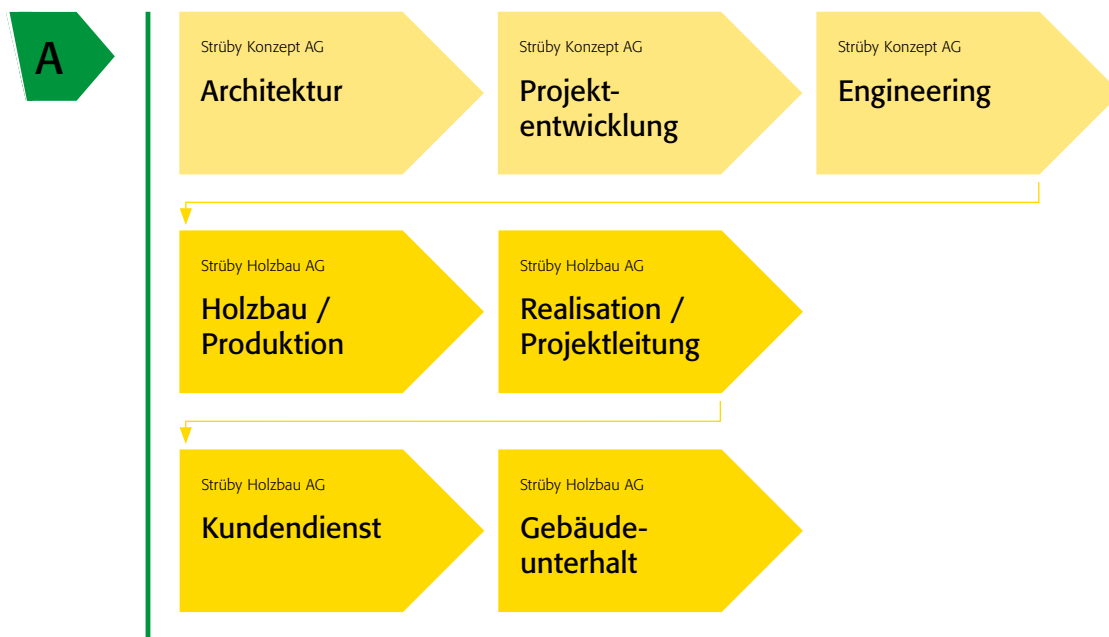 A
Strüby Konzept AG
Architektur
Strüby Konzept AG
Projekt-
entwicklung
Strüby Konzept AG
Engineering
Strüby Holzbau AG
Holzbau /
Produktion
Strüby Holzbau AG
Realisation /
Projektleitung
Strüby Holzbau AG
Kundendienst
Strüby Holzbau AG
Gebäude-
unterhalt